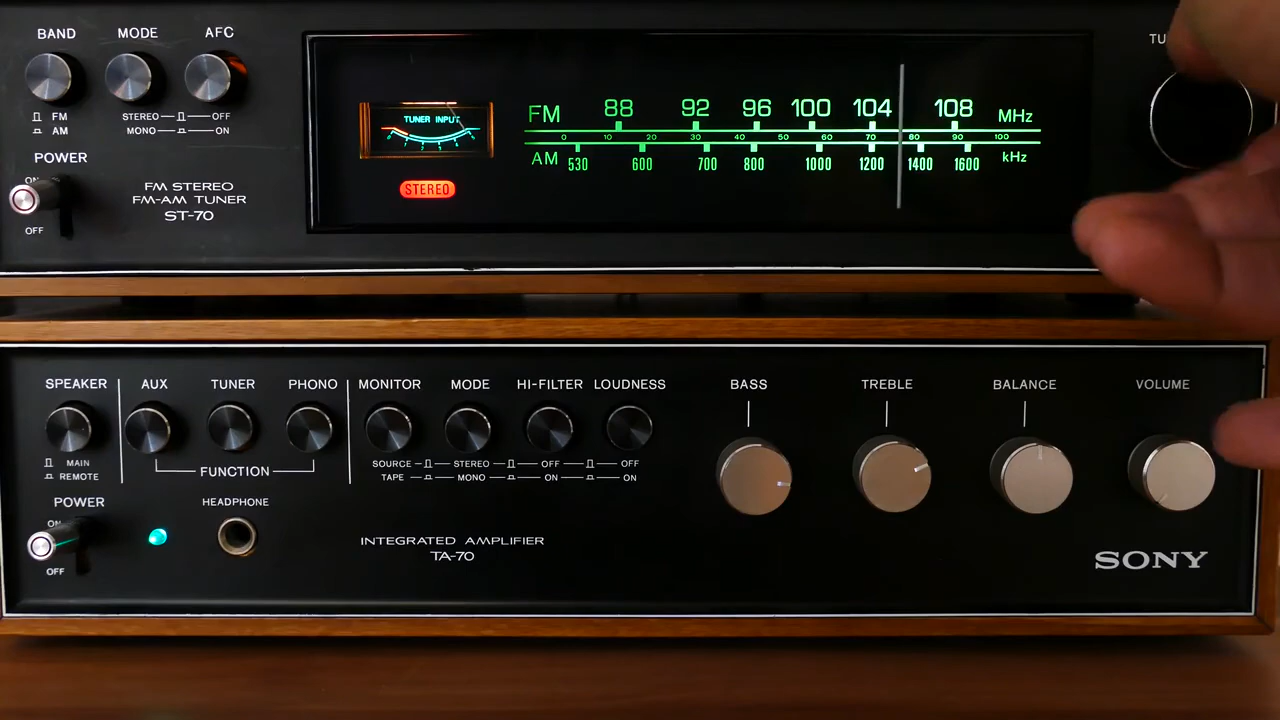 BAND MODE AFC
FM STEREO OFF
AM MONO ON
POWER
ON
OFF
FM STEREO
FM-AM TUNER
ST-70
TUNER INPUT
STEREO
FM 88 92 96 100 104 108 MHz
0 10 20 30 40 50 60 70 80 90 100
AM 530 600 700 800 1000 1200 1400 1600 kHz
TU
SPEAKER AUX TUNER PHONO MONITOR MODE HI-FILTER LOUDNESS BASS TREBLE BALANCE VOLUME
MAIN SOURCE STEREO OFF OFF
REMOTE FUNCTION TAPE MONO ON ON
POWER HEADPHONE
ON
OFF
INTEGRATED AMPLIFIER
TA-70
SONY